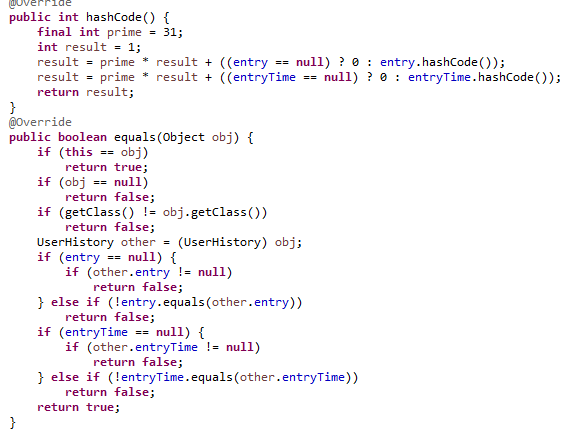 @Override
public int hashCode() {
    final int prime = 31;
    int result = 1;
    result = prime * result + ((entry == null) ? 0 : entry.hashCode());
    result = prime * result + ((entryTime == null) ? 0 : entryTime.hashCode());
    return result;
}
@Override
public boolean equals(Object obj) {
    if (this == obj)
        return true;
    if (obj == null)
        return false;
    if (getClass() != obj.getClass())
        return false;
    UserHistory other = (UserHistory) obj;
    if (entry == null) {
        if (other.entry != null)
            return false;
    } else if (!entry.equals(other.entry))
        return false;
    if (entryTime == null) {
        if (other.entryTime != null)
            return false;
    } else if (!entryTime.equals(other.entryTime))
        return false;
    return true;
}